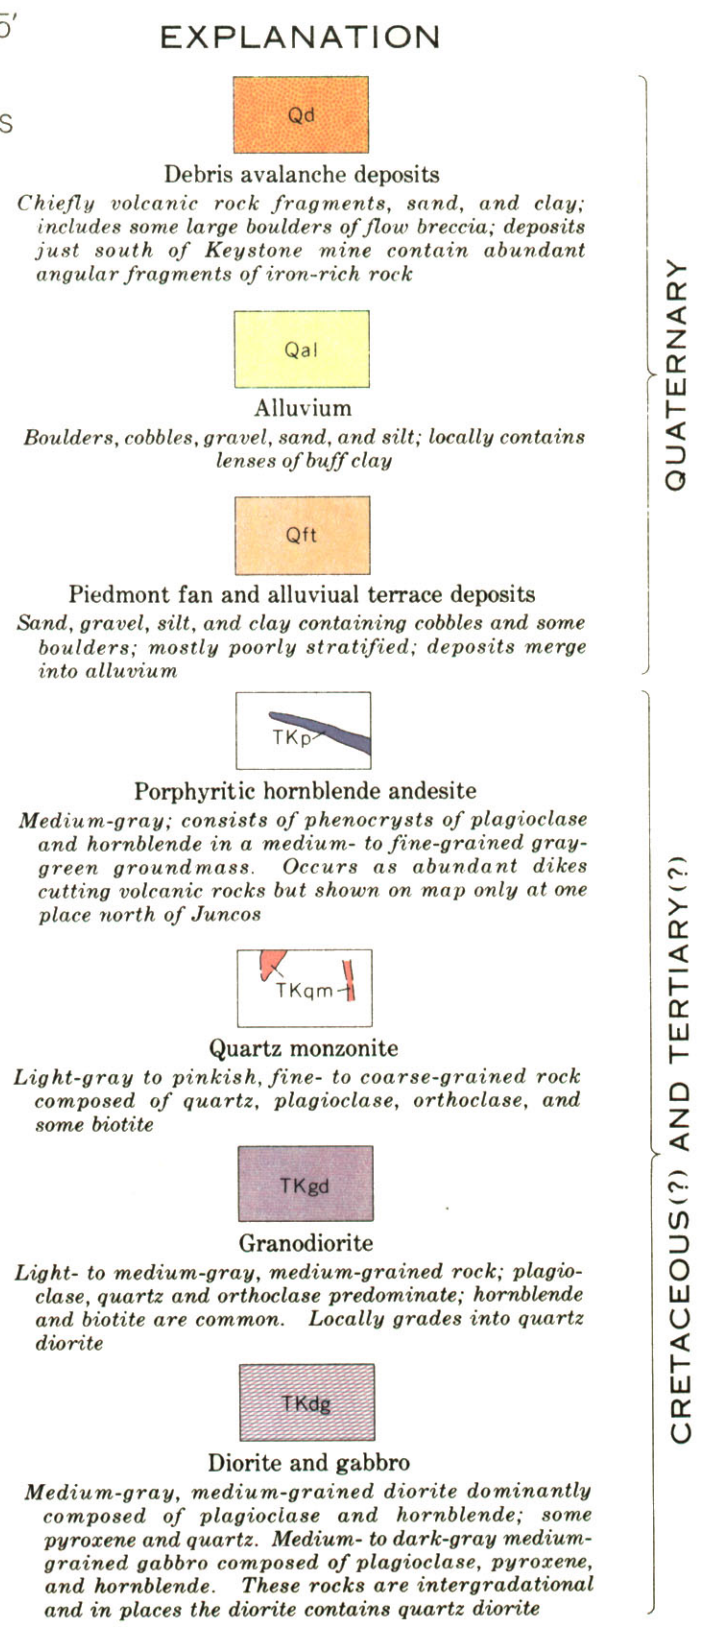 5′
EXPLANATION
S
Qd
Debris avalanche deposits
Chiefly volcanic rock fragments, sand, and clay;
includes some large boulders of flow breccia; deposits
just south of Keystone mine contain abundant
angular fragments of iron-rich rock
Qal
Alluvium
Boulders, cobbles, gravel, sand, and silt; locally contains
lenses of buff clay
Qft
Piedmont fan and alluviual terrace deposits
Sand, gravel, silt, and clay containing cobbles and some
boulders; mostly poorly stratified; deposits merge
into alluvium
QUATERNARY
TKp
Porphyritic hornblende andesite
Medium-gray; consists of phenocrysts of plagioclase
and hornblende in a medium- to fine-grained gray-
green groundmass. Occurs as abundant dikes
cutting volcanic rocks but shown on map only at one
place north of Juncos
TKqm
Quartz monzonite
Light-gray to pinkish, fine- to coarse-grained rock
composed of quartz, plagioclase, orthoclase, and
some biotite
TKgd
Granodiorite
Light- to medium-gray, medium-grained rock; plagio-
clase, quartz and orthoclase predominate; hornblende
and biotite are common. Locally grades into quartz
diorite
TKdg
Diorite and gabbro
Medium-gray, medium-grained diorite dominantly
composed of plagioclase and hornblende; some
pyroxene and quartz. Medium- to dark-gray medium-
grained gabbro composed of plagioclase, pyroxene,
and hornblende. These rocks are intergradational
and in places the diorite contains quartz diorite
CRETACEOUS(?) AND TERTIARY(?)